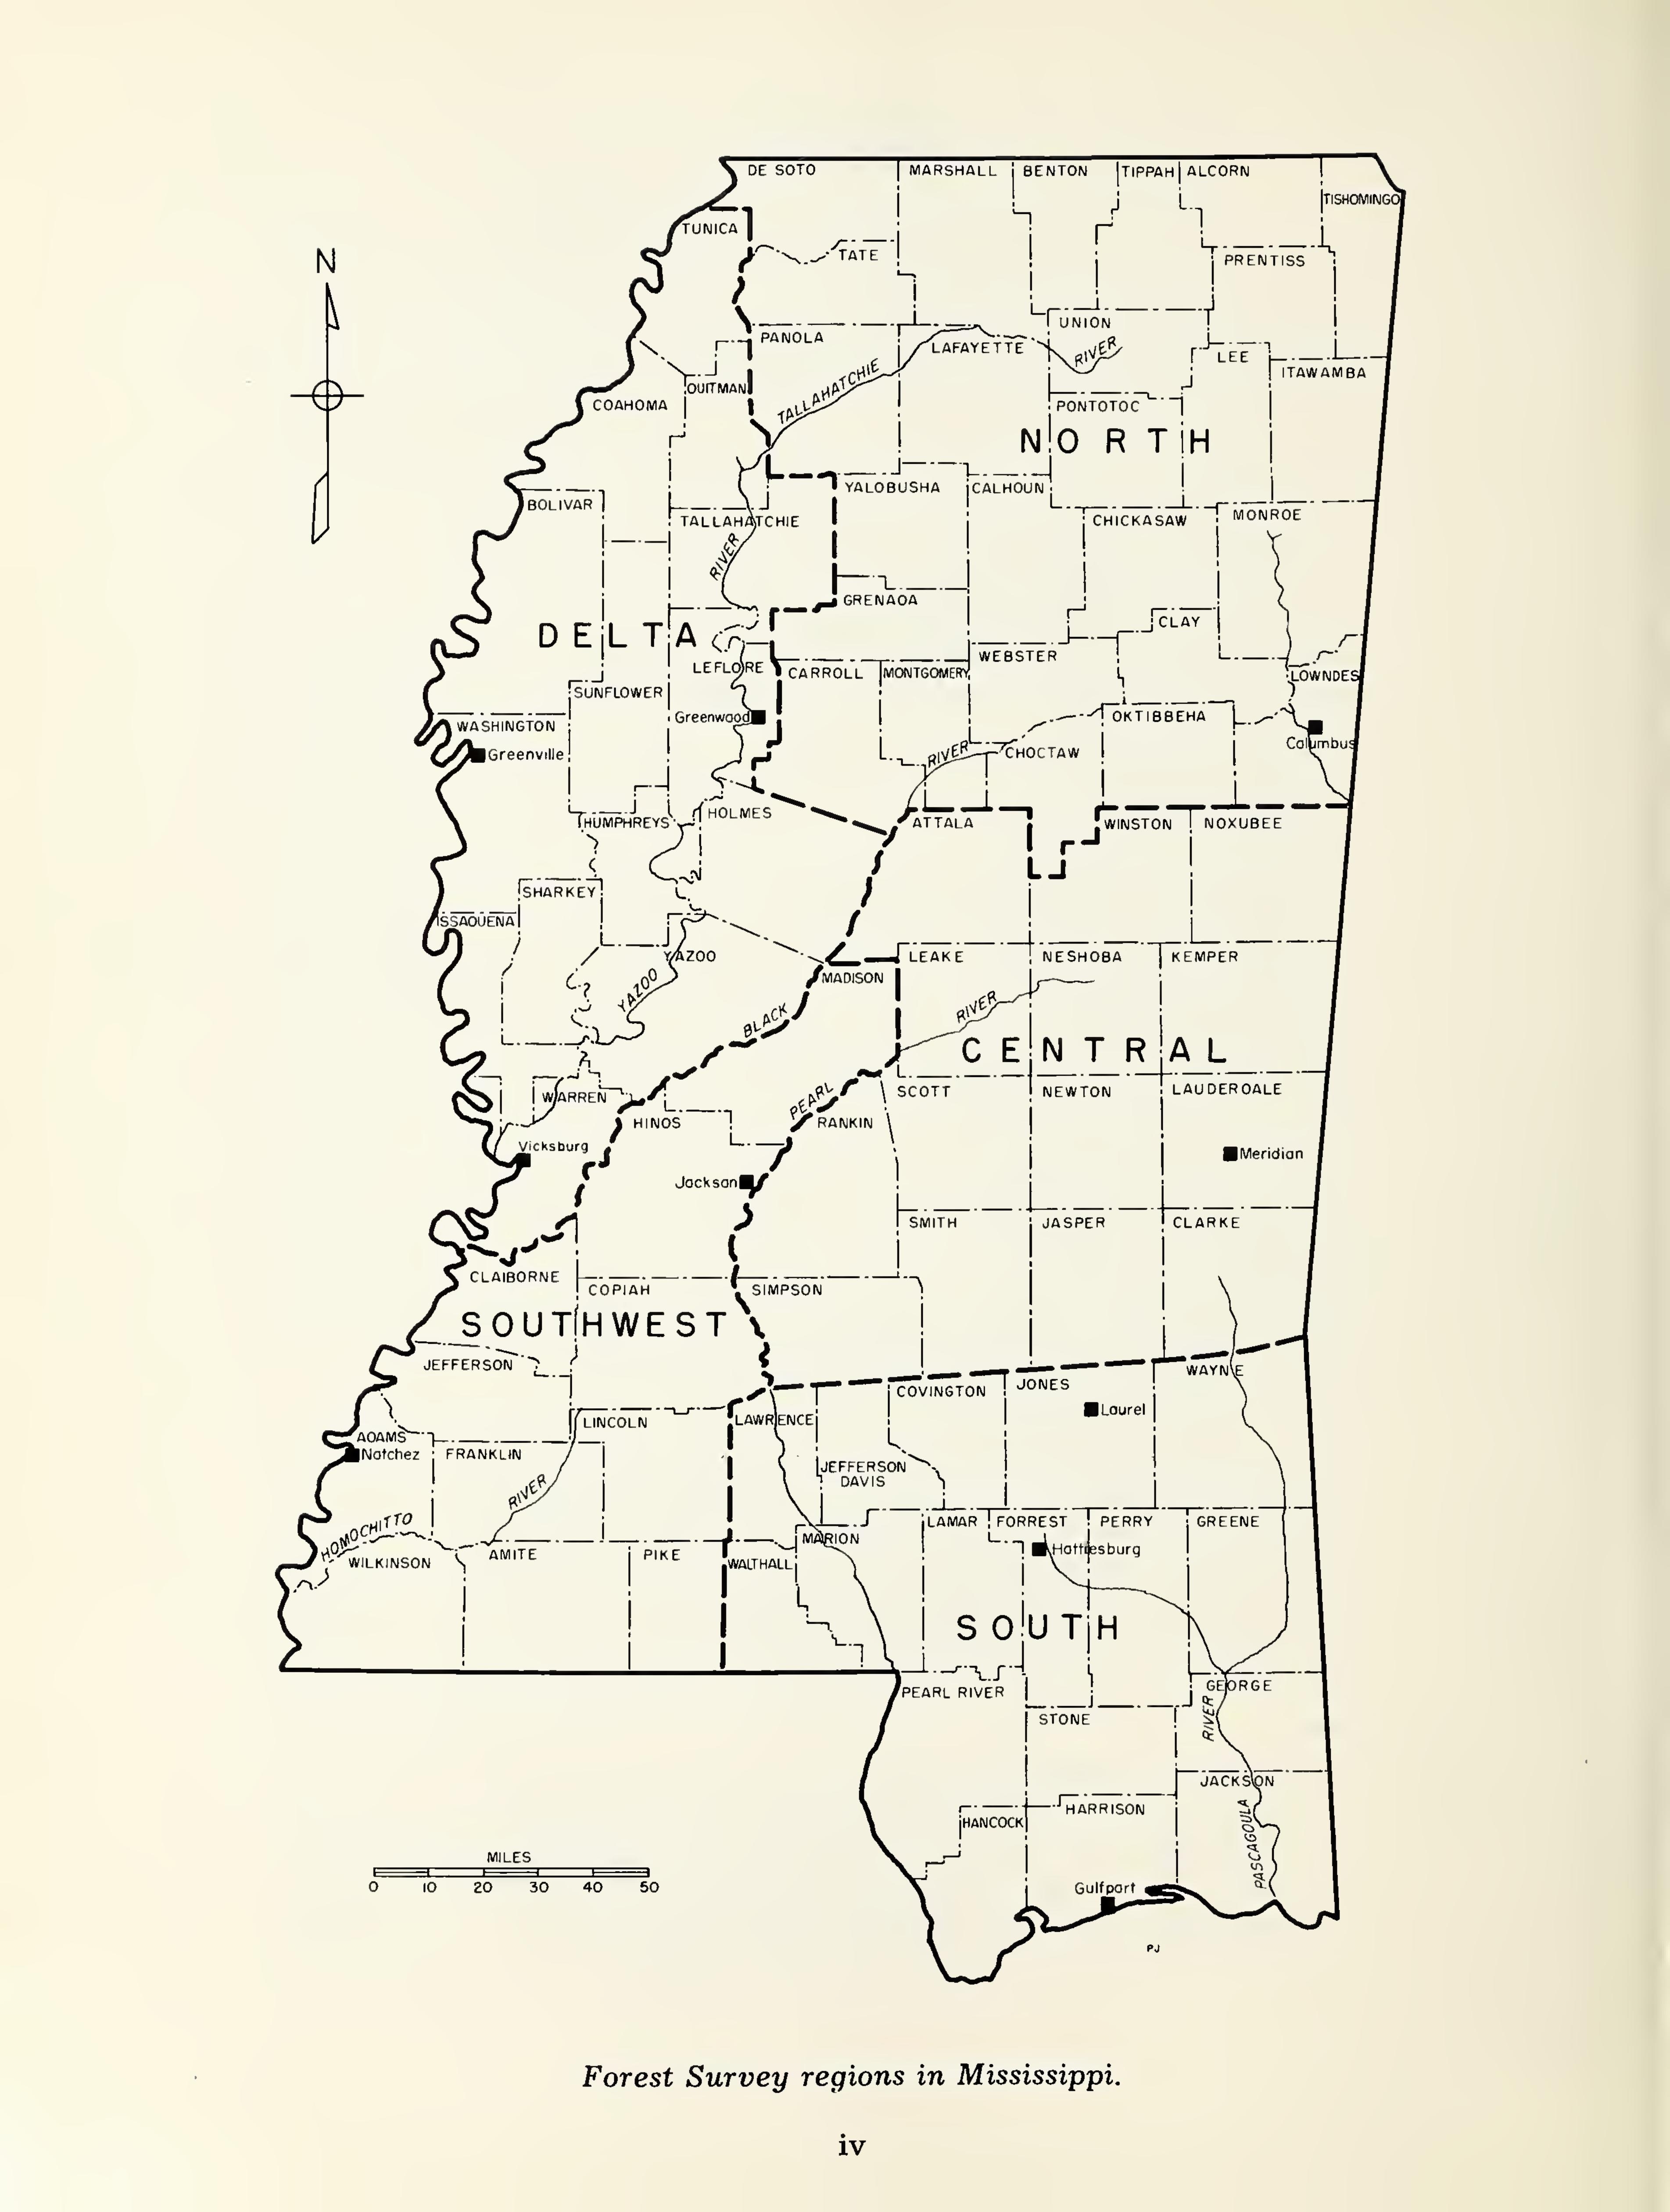 DE SOTO
MARSHALL
BENTON
TIPPAH
ALCORN
TISHOMINGO
TUNICA
TATE
PRENTISS
N
PANOLA
UNION
LAFAYETTE
RIVER
LEE
ITAWAMBA
QUITMAN
TALLAHATCHIE
COAHOMA
PONTOTOC
NORTH
YALOBUSHA
CALHOUN
BOLIVAR
TALLAHATCHIE
CHICKASAW
MONROE
RIVER
GRENAOA
CLAY
DELTA
WEBSTER
LEFLORE
CARROLL
MONTGOMERY
LOWNDES
SUNFLOWER
Greenwood
OKTIBBEHA
WASHINGTON
Greenville
RIVER
CHOCTAW
Columbus
HOLMES
HUMPHREYS
ATTALA
WINSTON
NOXUBEE
SHARKEY
ISSAQUENA
YAZOO
LEAKE
NESHOBA
KEMPER
MADISON
YAZOO
BLACK
RIVER
CENTRAL
WARREN
PEARL
SCOTT
NEWTON
LAUDEROALE
HINOS
RANKIN
Vicksburg
Meridian
Jackson
SMITH
JASPER
CLARKE
CLAIBORNE
COPIAH
SIMPSON
SOUTHWEST
JEFFERSON
WAYNE
COVINGTON
JONES
Laurel
LINCOLN
LAWRENCE
AOAMS
Natchez
FRANKLIN
JEFFERSON
DAVIS
RIVER
HOMOCHITTO
LAMAR
FORREST
PERRY
GREENE
MARION
Hattiesburg
WILKINSON
AMITE
PIKE
WALTHALL
SOUTH
PEARL RIVER
GEORGE
STONE
RIVER
JACKSON
HARRISON
HANCOCK
PASCAGOULA
MILES
0 10 20 30 40 50
Gulfport
PJ
Forest Survey regions in Mississippi.
iv